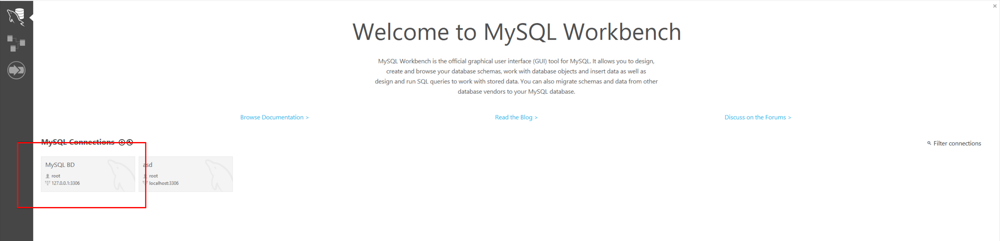 Welcome to MySQL Workbench
MySQL Workbench is the official graphical user interface (GUI) tool for MySQL. It allows you to design,
create and browse your database schemas, work with database objects and insert data as well as
design and run SQL queries to work with stored data. You can also migrate schemas and data from other
database vendors to your MySQL database.
Browse Documentation >
Read the Blog >
Discuss on the Forums >
MySQL Connections
Filter connections
MySQL BD
root
127.0.0.1:3306
asd
root
localhost:3306